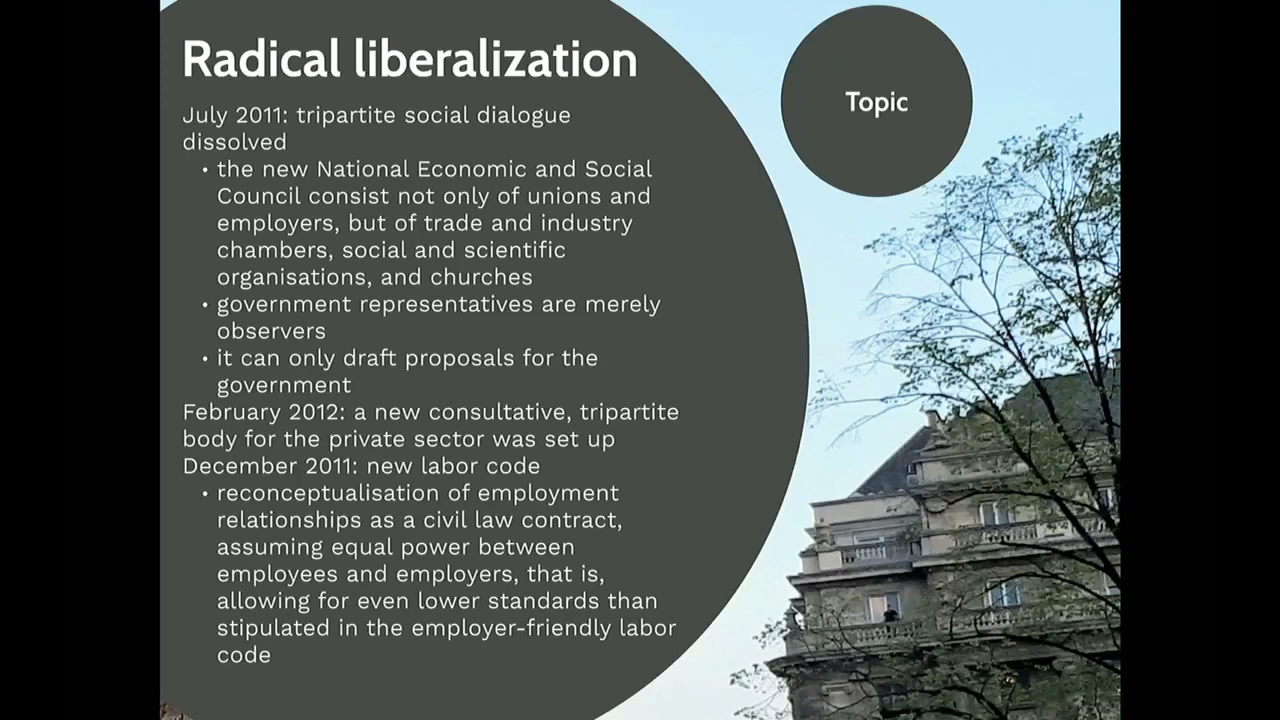 Radical liberalization
July 2011: tripartite social dialogue
dissolved
• the new National Economic and Social
Council consist not only of unions and
employers, but of trade and industry
chambers, social and scientific
organisations, and churches
• government representatives are merely
observers
• it can only draft proposals for the
government
February 2012: a new consultative, tripartite
body for the private sector was set up
December 2011: new labor code
• reconceptualisation of employment
relationships as a civil law contract,
assuming equal power between
employees and employers, that is,
allowing for even lower standards than
stipulated in the employer-friendly labor
code
Topic